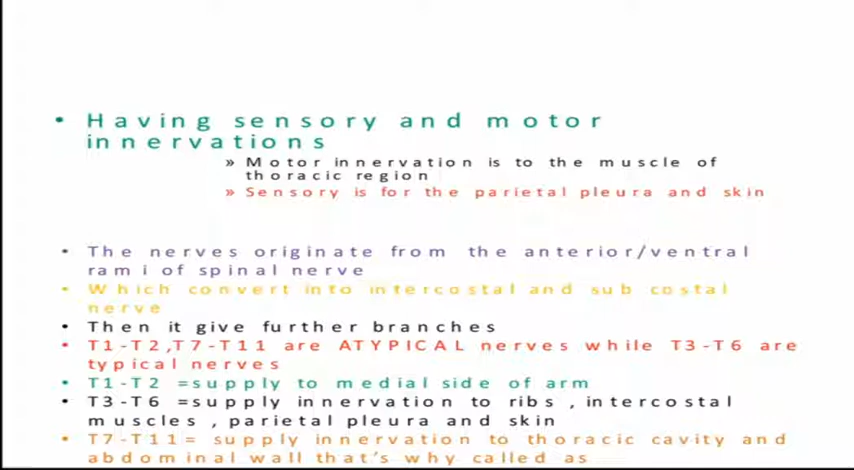 • Having sensory and motor
innervations
» Motor innervation is to the muscle of
thoracic region
» Sensory is for the parietal pleura and skin
• The nerves originate from the anterior/ventral
rami of spinal nerve
• Which convert into intercostal and sub costal
nerve
• Then it give further branches
• T1-T2,T7-T11 are ATYPICAL nerves while T3-T6 are
typical nerves
• T1-T2 =supply to medial side of arm
• T3-T6 =supply innervation to ribs , intercostal
muscles , parietal pleura and skin
• T7-T11= supply innervation to thoracic cavity and
abdominal wall that's why called as